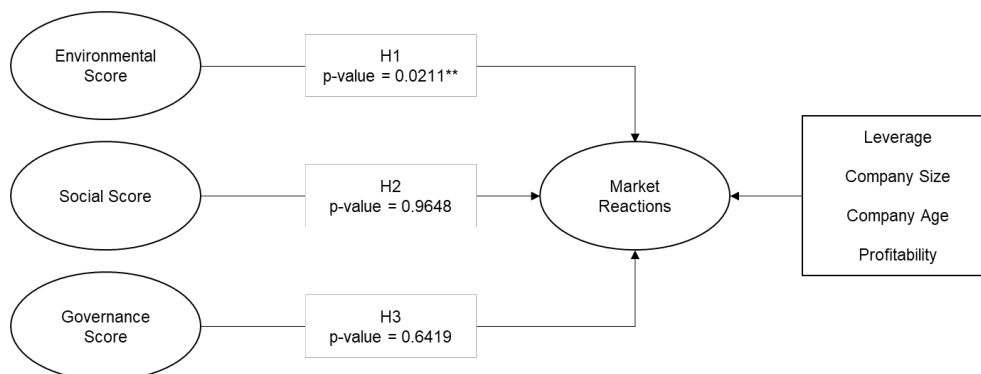 Environmental
Score
H1
p-value = 0.0211**
Social Score
H2
p-value = 0.9648
Governance
Score
H3
p-value = 0.6419
Market
Reactions
Leverage
Company Size
Company Age
Profitability